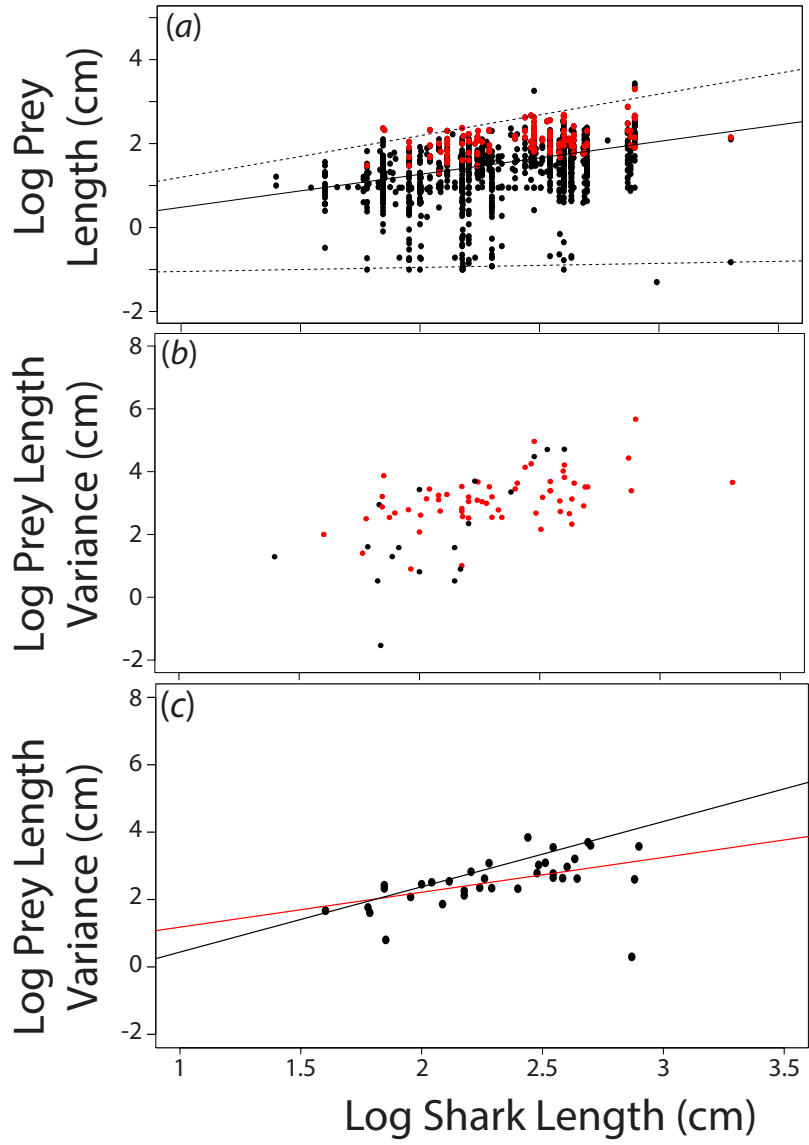 (a)
Log Prey
Length (cm)
4
2
0
-2
(b)
Log Prey Length
Variance (cm)
8
6
4
2
0
-2
(c)
Log Prey Length
Variance (cm)
8
6
4
2
0
-2
1
1.5
2
2.5
3
3.5
Log Shark Length (cm)